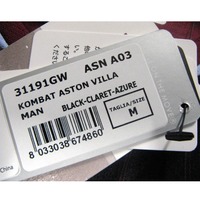 31191GW ASN A03
KOMBAT ASTON VILLA
MAN
BLACK-CLARET-AZURE
TAGLIA/SIZE
M
8 033038 674860
China